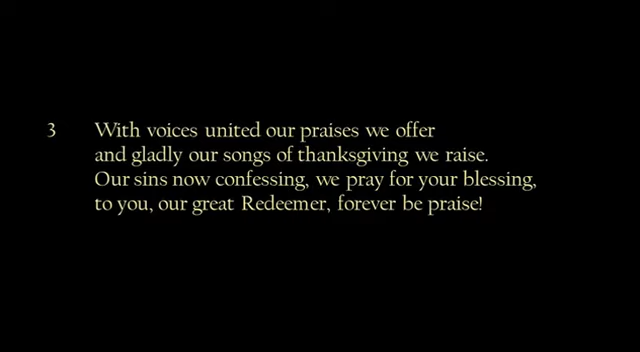 3 With voices united our praises we offer
and gladly our songs of thanksgiving we raise.
Our sins now confessing, we pray for your blessing,
to you, our great Redeemer, forever be praise!